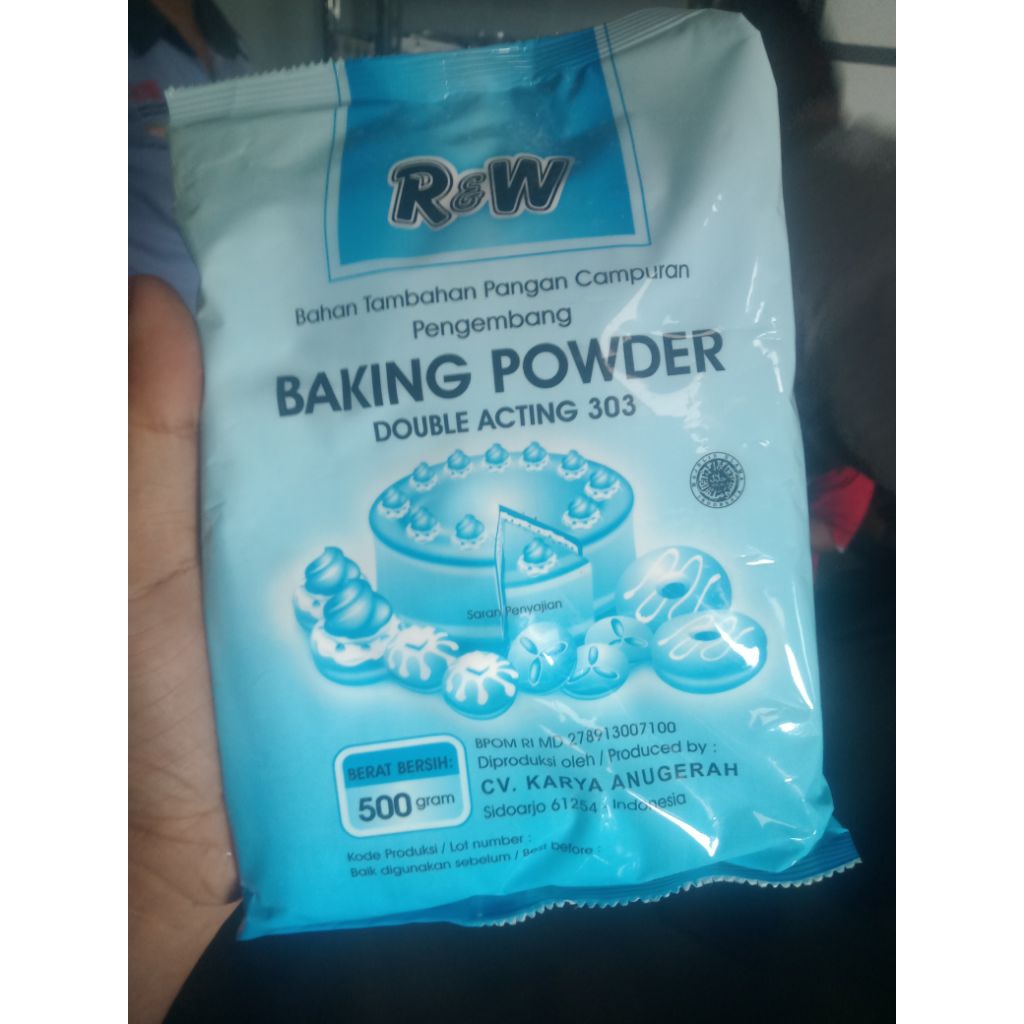 R&W
Bahan Tambahan Pangan Campuran
Pengembang
BAKING POWDER
DOUBLE ACTING 303
Saran Penyajian
BERAT BERSIH:
500 gram
BPOM RI MD 278913007100
Diproduksi oleh / Produced by :
CV. KARYA ANUGERAH
Sidoarjo 61254 - Indonesia
Kode Produksi / Lot number :
Baik digunakan sebelum / Best before :